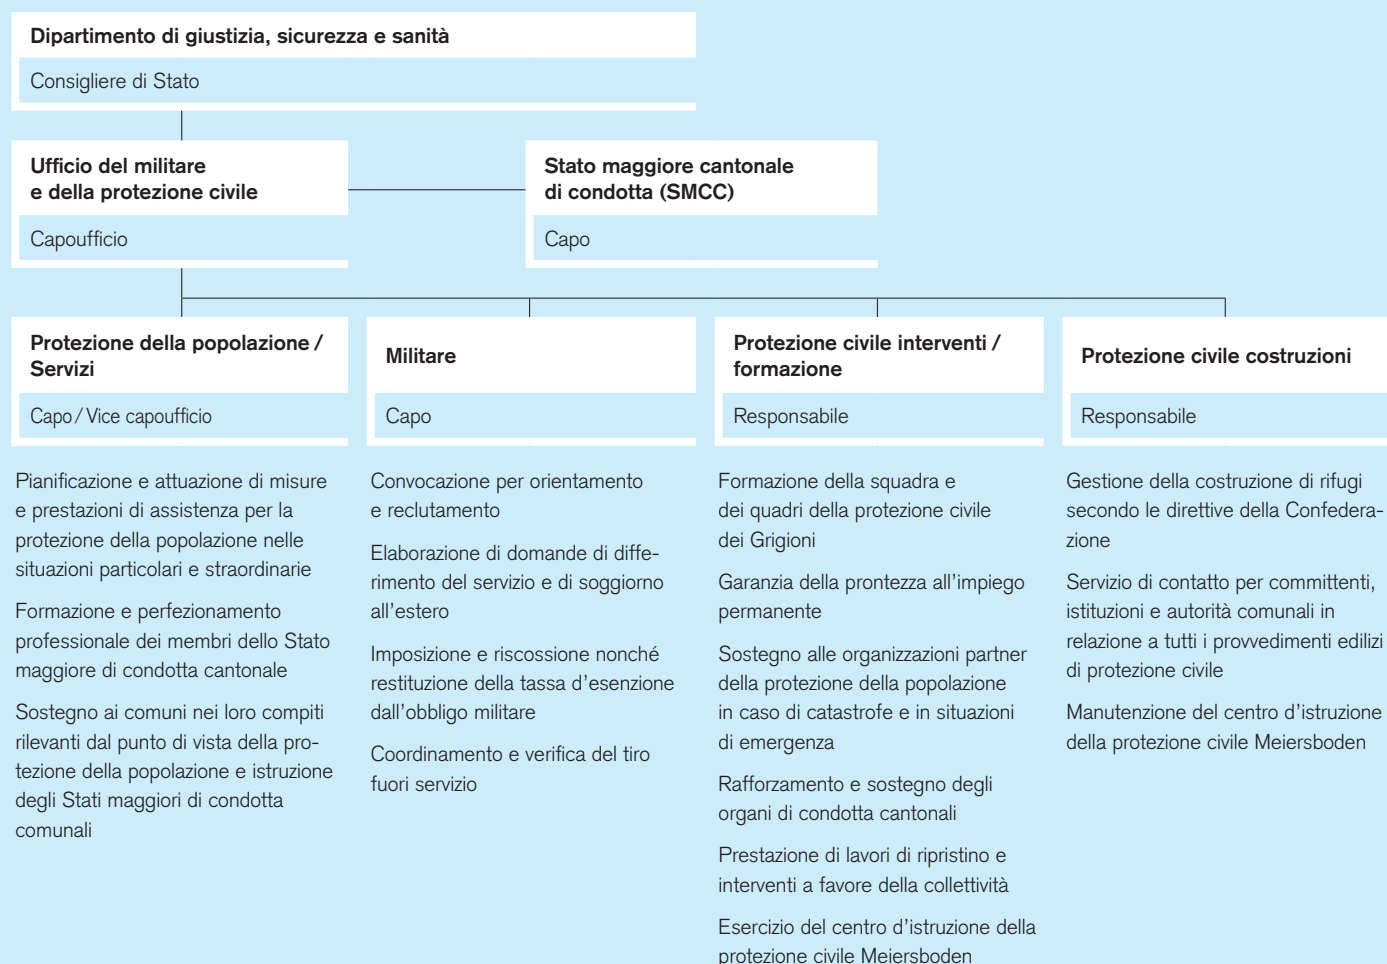 Dipartimento di giustizia, sicurezza e sanità
Consigliere di Stato
Ufficio del militare
e della protezione civile
Capoufficio
Stato maggiore cantonale
di condotta (SMCC)
Capo
Protezione della popolazione /
Servizi
Capo / Vice capoufficio
Pianificazione e attuazione di misure
e prestazioni di assistenza per la
protezione della popolazione nelle
situazioni particolari e straordinarie
Formazione e perfezionamento
professionale dei membri dello Stato
maggiore di condotta cantonale
Sostegno ai comuni nei loro compiti
rilevanti dal punto di vista della pro-
tezione della popolazione e istruzione
degli Stati maggiori di condotta
comunali
Militare
Capo
Convocazione per orientamento
e reclutamento
Elaborazione di domande di diffe-
rimento del servizio e di soggiorno
all'estero
Imposizione e riscossione nonché
restituzione della tassa d'esenzione
dall'obbligo militare
Coordinamento e verifica del tiro
fuori servizio
Protezione civile interventi /
formazione
Responsabile
Formazione della squadra e
dei quadri della protezione civile
dei Grigioni
Garanzia della prontezza all'impiego
permanente
Sostegno alle organizzazioni partner
della protezione della popolazione
in caso di catastrofe e in situazioni
di emergenza
Rafforzamento e sostegno degli
organi di condotta cantonali
Prestazione di lavori di ripristino e
interventi a favore della collettività
Esercizio del centro d'istruzione della
protezione civile Meiersboden
Protezione civile costruzioni
Responsabile
Gestione della costruzione di rifugi
secondo le direttive della Confedera-
zione
Servizio di contatto per committenti,
istituzioni e autorità comunali in
relazione a tutti i provvedimenti edilizi
di protezione civile
Manutenzione del centro d'istruzione
della protezione civile Meiersboden